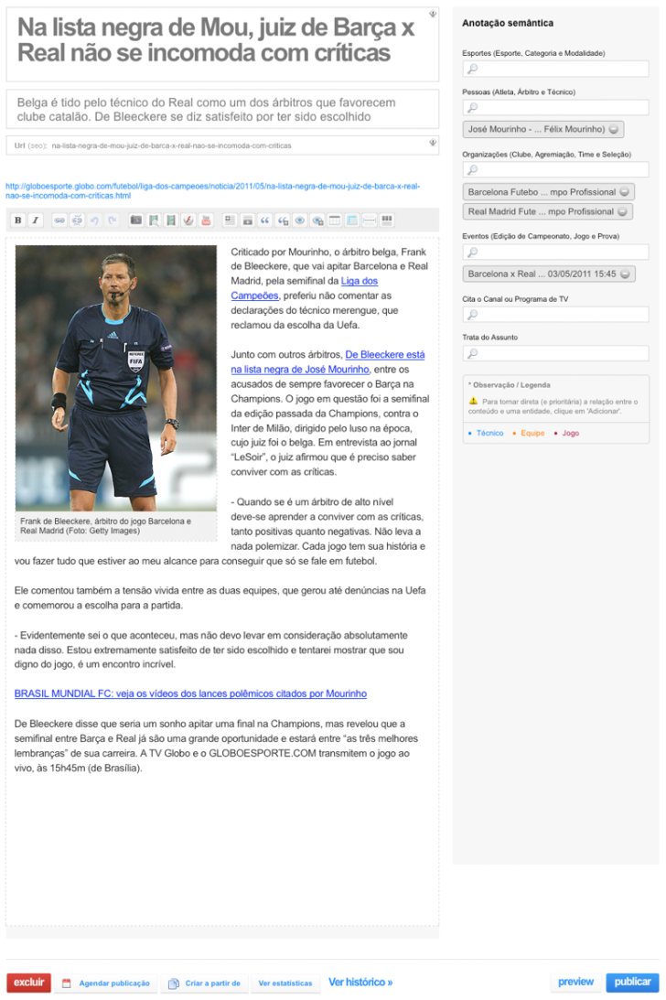 Na lista negra de Mou, juiz de Barça x
Real não se incomoda com críticas
Belga é tido pelo técnico do Real como um dos árbitros que favorecem
clube catalão. De Bleeckere se diz satisfeito por ter sido escolhido
Url (seo): na-lista-negra-de-mou-juiz-de-barca-x-real-nao-se-incomoda-com-criticas
http://globoesporte.globo.com/futebol/liga-dos-campeoes/noticia/2011/05/na-lista-negra-de-mou-juiz-de-barca-x-real-
nao-se-incomoda-com-criticas.html
B I
REFEREE
FIFA
Frank de Bleeckere, árbitro do jogo Barcelona e
Real Madrid (Foto: Getty Images)
Criticado por Mourinho, o árbitro belga, Frank
de Bleeckere, que vai apitar Barcelona e Real
Madrid, pela semifinal da Liga dos
Campeões, preferiu não comentar as
declarações do técnico merengue, que
reclamou da escolha da Uefa.
Junto com outros árbitros, De Bleeckere está
na lista negra de José Mourinho, entre os
acusados de sempre favorecer o Barça na
Champions. O jogo em questão foi a semifinal
da edição passada da Champions, contra o
Inter de Milão, dirigido pelo luso na época,
cujo juiz foi o belga. Em entrevista ao jornal
“LeSoir”, o juiz afirmou que é preciso saber
conviver com as críticas.
- Quando se é um árbitro de alto nível
deve-se aprender a conviver com as críticas,
tanto positivas quanto negativas. Não leva a
nada polemizar. Cada jogo tem sua história e
vou fazer tudo que estiver ao meu alcance para conseguir que só se fale em futebol.
Ele comentou também a tensão vivida entre as duas equipes, que gerou até denúncias na Uefa
e comemorou a escolha para a partida.
- Evidentemente sei o que aconteceu, mas não devo levar em consideração absolutamente
nada disso. Estou extremamente satisfeito de ter sido escolhido e tentarei mostrar que sou
digno do jogo, é um encontro incrível.
BRASIL MUNDIAL FC: veja os vídeos dos lances polêmicos citados por Mourinho
De Bleeckere disse que seria um sonho apitar uma final na Champions, mas revelou que a
semifinal entre Barça e Real já são uma grande oportunidade e estará entre “as três melhores
lembranças” de sua carreira. A TV Globo e o GLOBOESPORTE.COM transmitem o jogo ao
vivo, às 15h45m (de Brasília).
Anotação semântica
Esportes (Esporte, Categoria e Modalidade)
Pessoas (Atleta, Árbitro e Técnico)
José Mourinho - ... Félix Mourinho)
Organizações (Clube, Agremiação, Time e Seleção)
Barcelona Futebo ... mpo Profissional
Real Madrid Fute ... mpo Profissional
Eventos (Edição de Campeonato, Jogo e Prova)
Barcelona x Real ... 03/05/2011 15:45
Cita o Canal ou Programa de TV
Trata do Assunto
* Observação / Legenda
Para tornar direta (e prioritária) a relação entre o
conteúdo e uma entidade, clique em 'Adicionar'.
• Técnico • Equipe • Jogo
excluir Agendar publicação Criar a partir de Ver estatísticas Ver histórico » preview publicar